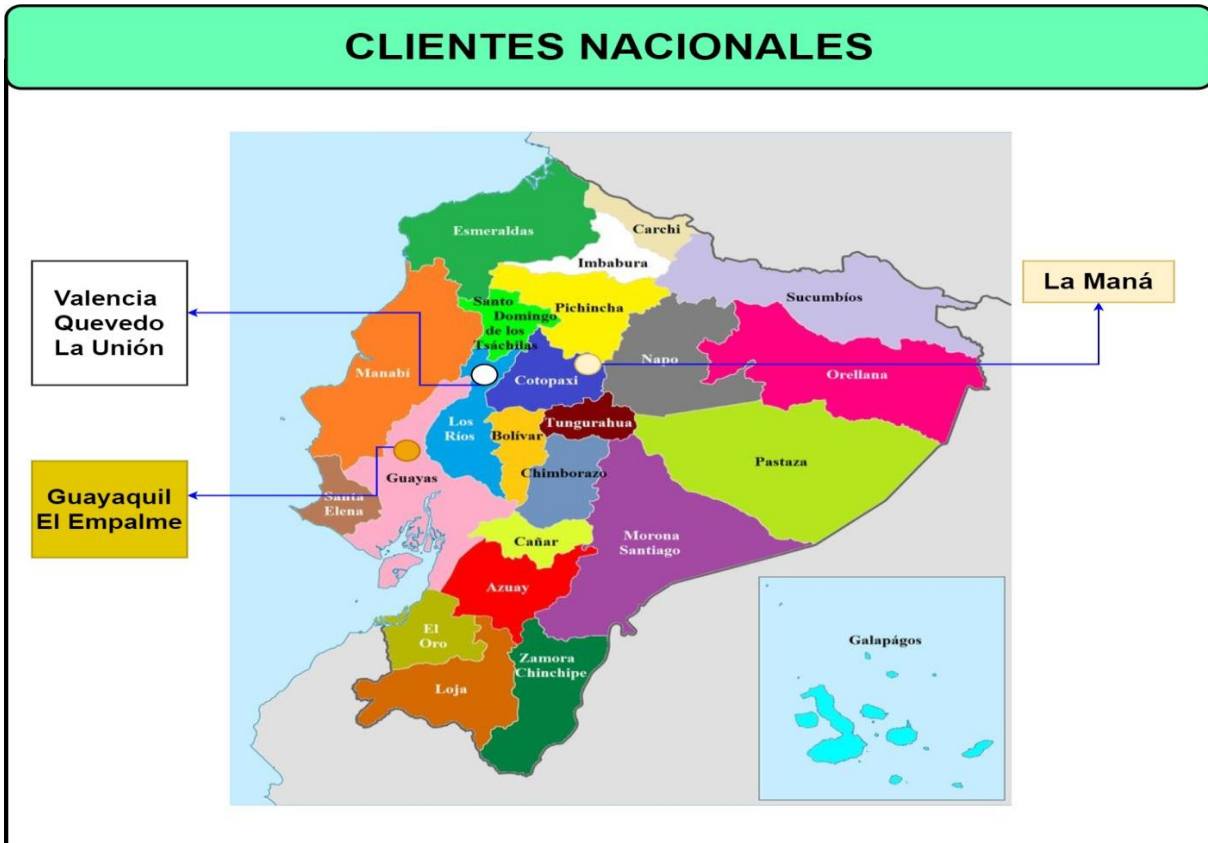 CLIENTES NACIONALES
Valencia
Quevedo
La Unión
Guayaquil
El Empalme
La Maná
Esmeraldas
Carchi
Imbabura
Sucumbíos
Santo
Domingo
de los
Tsáchilas
Pichincha
Manabí
Cotopaxi
Napo
Orellana
Los
Ríos
Bolívar
Tungurahua
Pastaza
Guayas
Chimborazo
Santa
Elena
Cañar
Morona
Santiago
Azuay
El
Oro
Zamora
Chinchipe
Loja
Galapágos